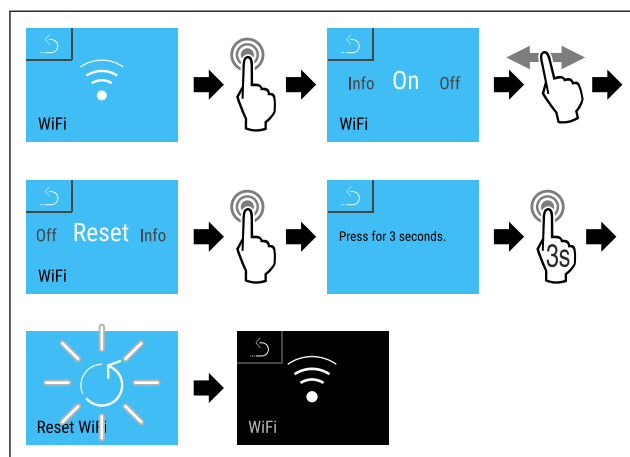 WiFi
Info On Off
WiFi
Off Reset Info
WiFi
Press for 3 seconds.
3s
Reset WiFi
WiFi